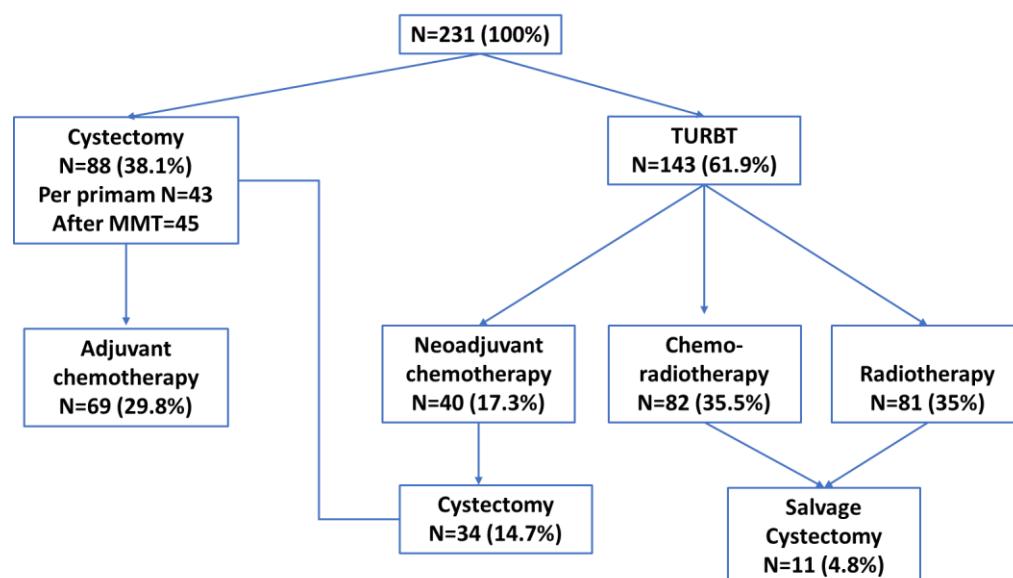 N=231 (100%)
Cystectomy
N=88 (38.1%)
Per primam N=43
After MMT=45
TURBT
N=143 (61.9%)
Adjuvant
chemotherapy
N=69 (29.8%)
Neoadjuvant
chemotherapy
N=40 (17.3%)
Chemo-
radiotherapy
N=82 (35.5%)
Radiotherapy
N=81 (35%)
Cystectomy
N=34 (14.7%)
Salvage
Cystectomy
N=11 (4.8%)